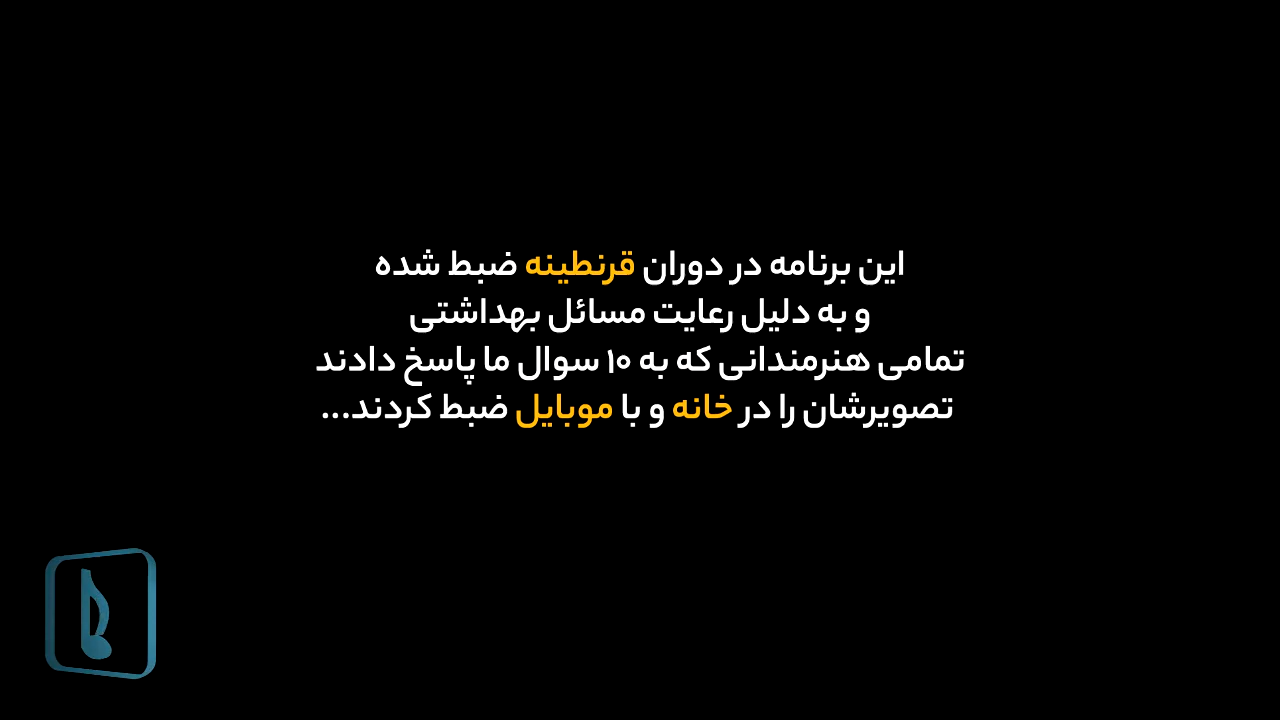 این برنامه در دوران قرنطینه ضبط شده
و به دلیل رعایت مسائل بهداشتی
تمامی هنرمندانی که به ۱۰ سوال ما پاسخ دادند
تصویرشان را در خانه و با موبایل ضبط کردند...